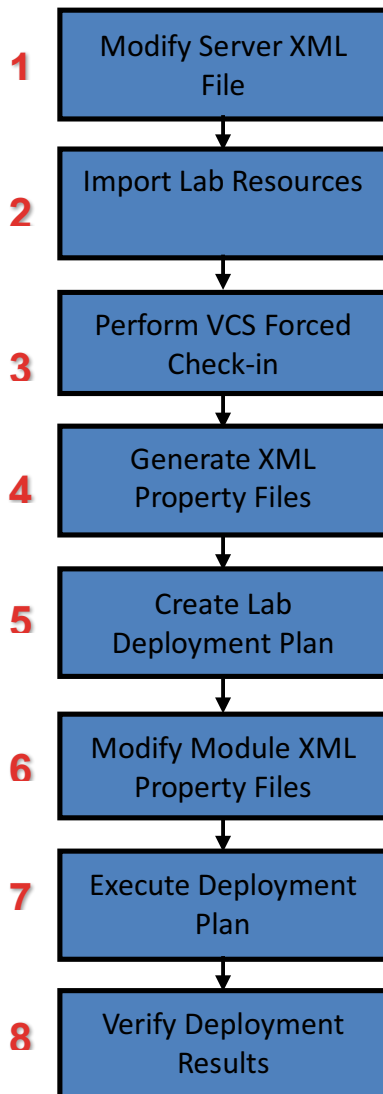 1
Modify Server XML
File
2
Import Lab Resources
3
Perform VCS Forced
Check-in
4
Generate XML
Property Files
5
Create Lab
Deployment Plan
6
Modify Module XML
Property Files
7
Execute Deployment
Plan
8
Verify Deployment
Results